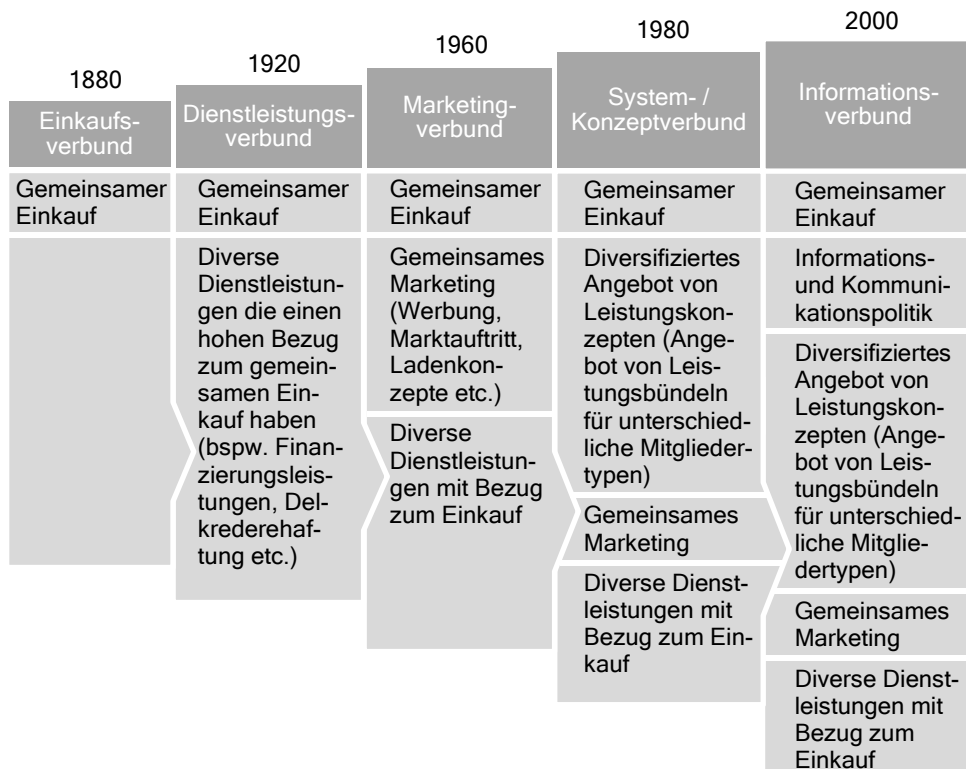 1880
Einkaufs-
verbund
Gemeinsamer
Einkauf
1920
Dienstleistungs-
verbund
Gemeinsamer
Einkauf
Diverse
Dienstleistun-
gen die einen
hohen Bezug
zum gemein-
samen Ein-
kauf haben
(bspw. Finan-
zierungsleis-
tungen, Del-
krederehaf-
tung etc.)
1960
Marketing-
verbund
Gemeinsamer
Einkauf
Gemeinsames
Marketing
(Werbung,
Marktauftritt,
Ladenkon-
zepte etc.)
Diverse
Dienstleistun-
gen mit Bezug
zum Einkauf
1980
System- /
Konzeptverbund
Gemeinsamer
Einkauf
Diversifiziertes
Angebot von
Leistungskon-
zepten (Ange-
bot von Leis-
tungsbündeln
für unterschied-
liche Mitglieder-
typen)
Gemeinsames
Marketing
Diverse Dienst-
leistungen mit
Bezug zum Ein-
kauf
2000
Informations-
verbund
Gemeinsamer
Einkauf
Informations-
und Kommuni-
kationspolitik
Diversifiziertes
Angebot von
Leistungskon-
zepten (Ange-
bot von Leis-
tungsbündeln
für unterschied-
liche Mitglie-
dertypen)
Gemeinsames
Marketing
Diverse Dienst-
leistungen mit
Bezug zum
Einkauf